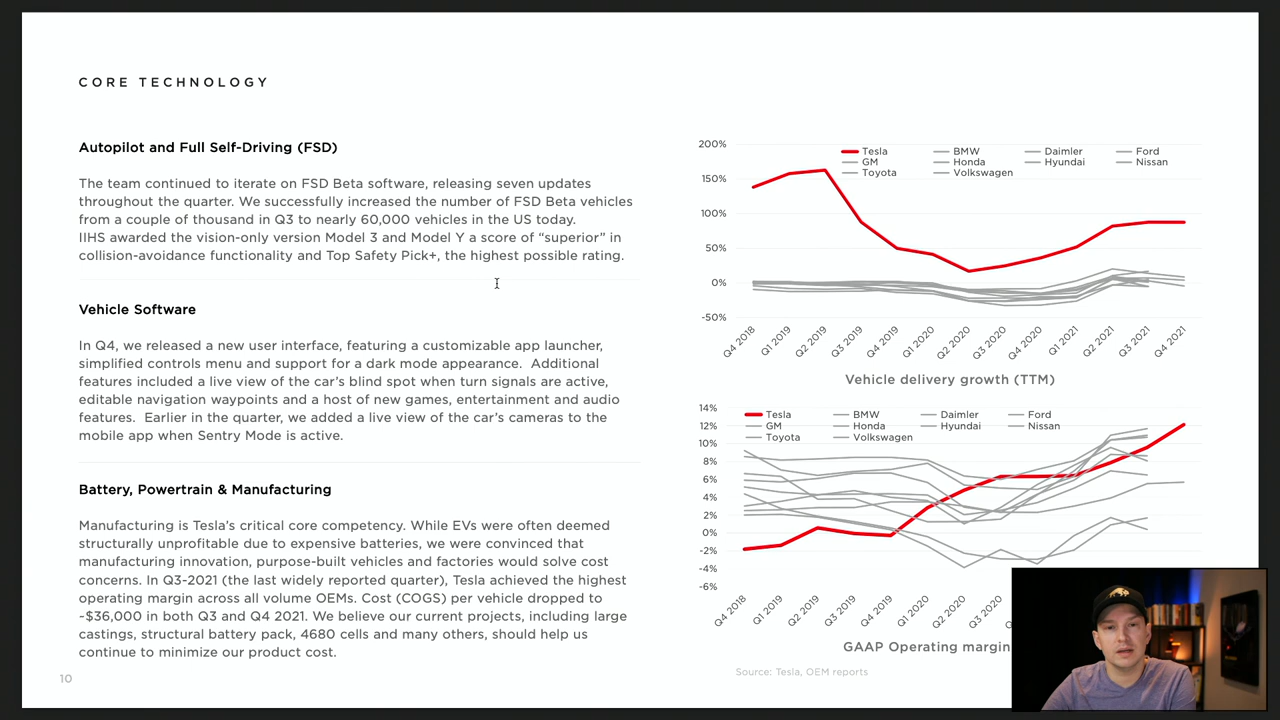 CORE TECHNOLOGY
Autopilot and Full Self-Driving (FSD)
The team continued to iterate on FSD Beta software, releasing seven updates
throughout the quarter. We successfully increased the number of FSD Beta vehicles
from a couple of thousand in Q3 to nearly 60,000 vehicles in the US today.
IIHS awarded the vision-only version Model 3 and Model Y a score of “superior” in
collision-avoidance functionality and Top Safety Pick+, the highest possible rating.
Vehicle Software
In Q4, we released a new user interface, featuring a customizable app launcher,
simplified controls menu and support for a dark mode appearance.  Additional
features included a live view of the car’s blind spot when turn signals are active,
editable navigation waypoints and a host of new games, entertainment and audio
features.  Earlier in the quarter, we added a live view of the car’s cameras to the
mobile app when Sentry Mode is active.
Battery, Powertrain & Manufacturing
Manufacturing is Tesla’s critical core competency. While EVs were often deemed
structurally unprofitable due to expensive batteries, we were convinced that
manufacturing innovation, purpose-built vehicles and factories would solve cost
concerns. In Q3-2021 (the last widely reported quarter), Tesla achieved the highest
operating margin across all volume OEMs. Cost (COGS) per vehicle dropped to
~$36,000 in both Q3 and Q4 2021. We believe our current projects, including large
castings, structural battery pack, 4680 cells and many others, should help us
continue to minimize our product cost.
10
200%
150%
100%
50%
0%
-50%
Tesla BMW Daimler Ford
GM Honda Hyundai Nissan
Toyota Volkswagen
Q4 2018 Q1 2019 Q2 2019 Q3 2019 Q4 2019 Q1 2020 Q2 2020 Q3 2020 Q4 2020 Q1 2021 Q2 2021 Q3 2021 Q4 2021
Vehicle delivery growth (TTM)
14%
12%
10%
8%
6%
4%
2%
0%
-2%
-4%
-6%
Tesla BMW Daimler Ford
GM Honda Hyundai Nissan
Toyota Volkswagen
Q4 2018 Q1 2019 Q2 2019 Q3 2019 Q4 2019 Q1 2020 Q2 2020 Q3 2020
GAAP Operating margin
Source: Tesla, OEM reports